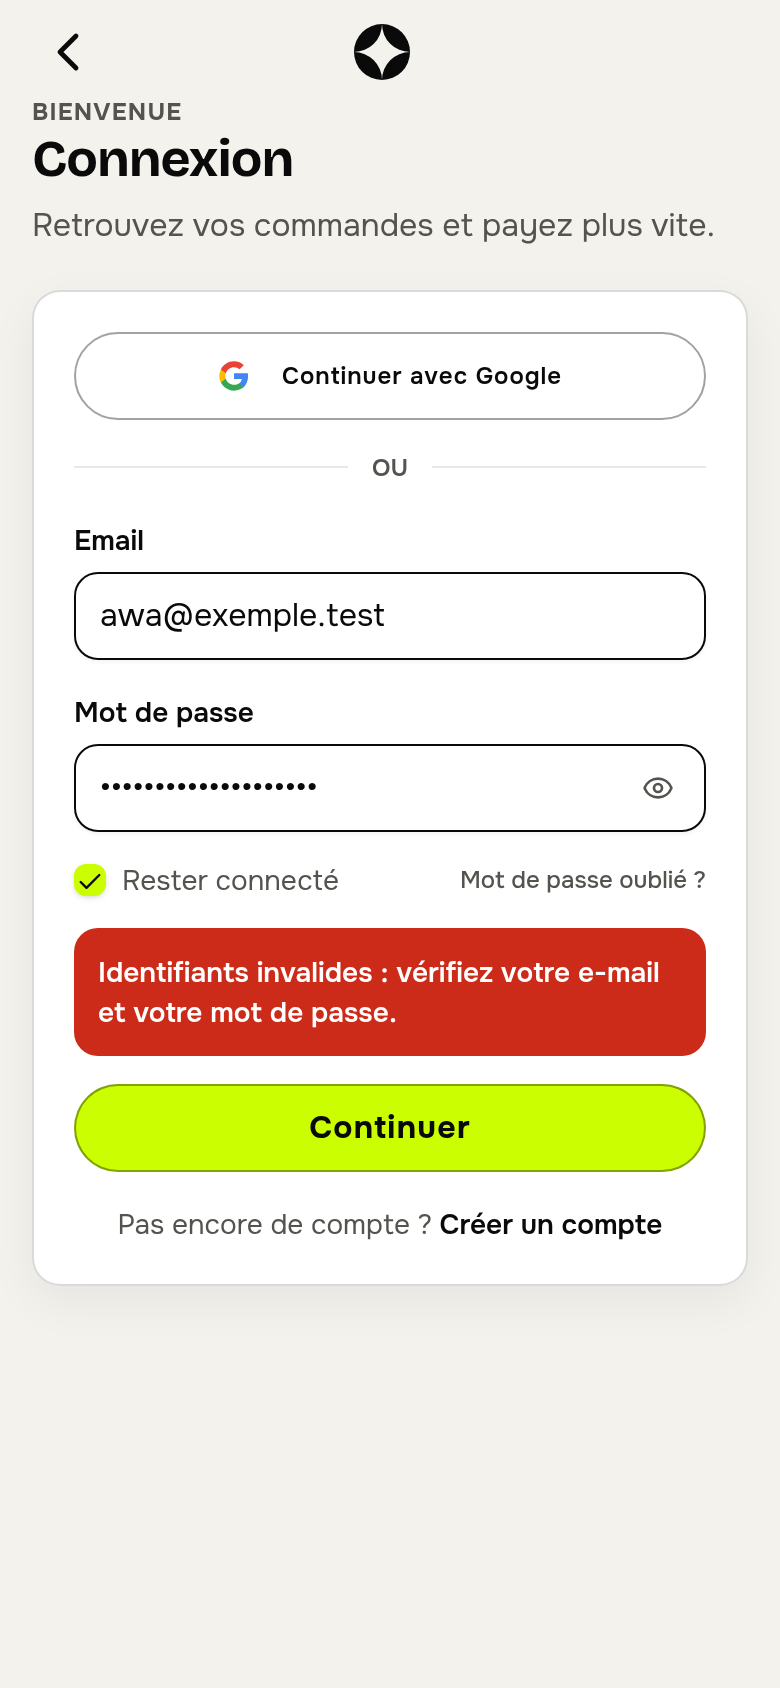 BIENVENUE
Connexion
Retrouvez vos commandes et payez plus vite.
Continuer avec Google
OU
Email
awa@exemple.test
Mot de passe
••••••••••••••••••••
Rester connecté
Mot de passe oublié ?
Identifiants invalides : vérifiez votre e-mail
et votre mot de passe.
Continuer
Pas encore de compte ? Créer un compte